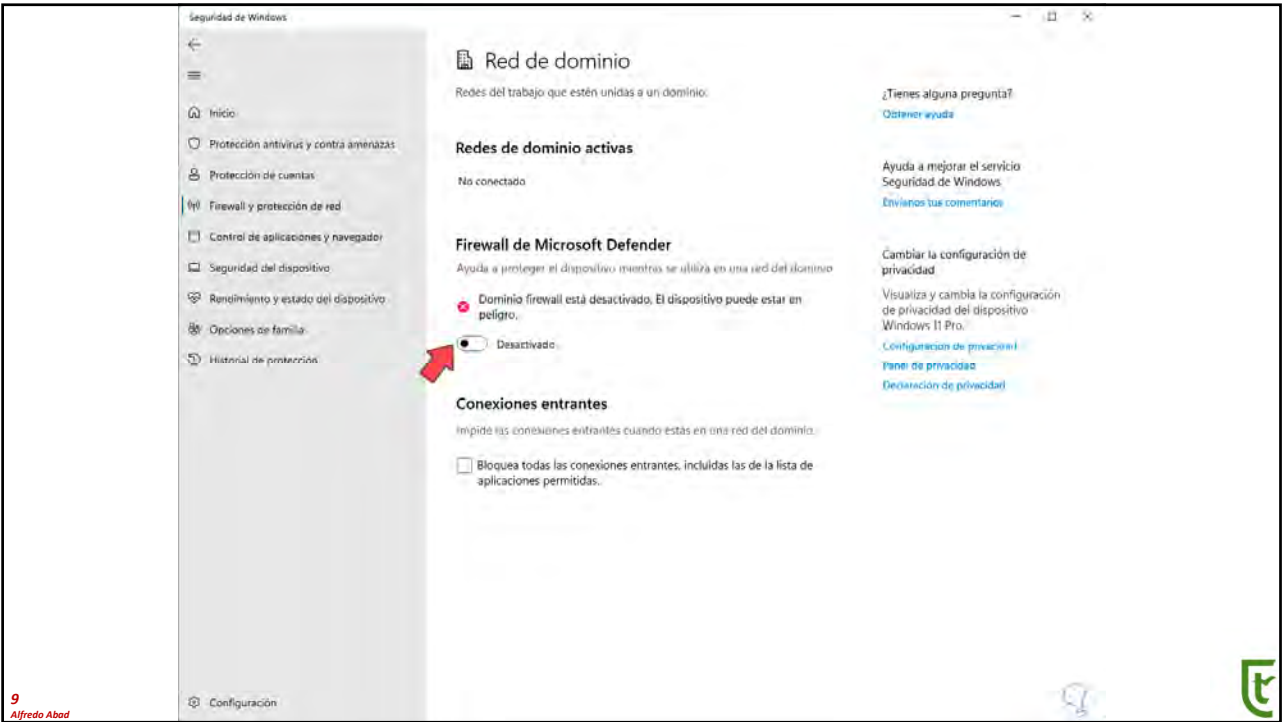 Seguridad de Windows
Inicio
Protección antivirus y contra amenazas
Protección de cuentas
Firewall y protección de red
Control de aplicaciones y navegador
Seguridad del dispositivo
Rendimiento y estado del dispositivo
Opciones de familia
Historial de protección
Configuración
Red de dominio
Redes del trabajo que estén unidas a un dominio.
Redes de dominio activas
No conectado
Firewall de Microsoft Defender
Ayuda a proteger el dispositivo mientras se utiliza en una red del dominio
Dominio firewall está desactivado. El dispositivo puede estar en
peligro.
Desactivado
Conexiones entrantes
Impide las conexiones entrantes cuando estás en una red del dominio.
Bloquea todas las conexiones entrantes, incluidas las de la lista de
aplicaciones permitidas.
¿Tienes alguna pregunta?
Obtener ayuda
Ayuda a mejorar el servicio
Seguridad de Windows
Envíanos tus comentarios
Cambiar la configuración de
privacidad
Visualiza y cambia la configuración
de privacidad del dispositivo
Windows 11 Pro.
Configuración de privacidad
Panel de privacidad
Declaración de privacidad
9
Alfredo Abad